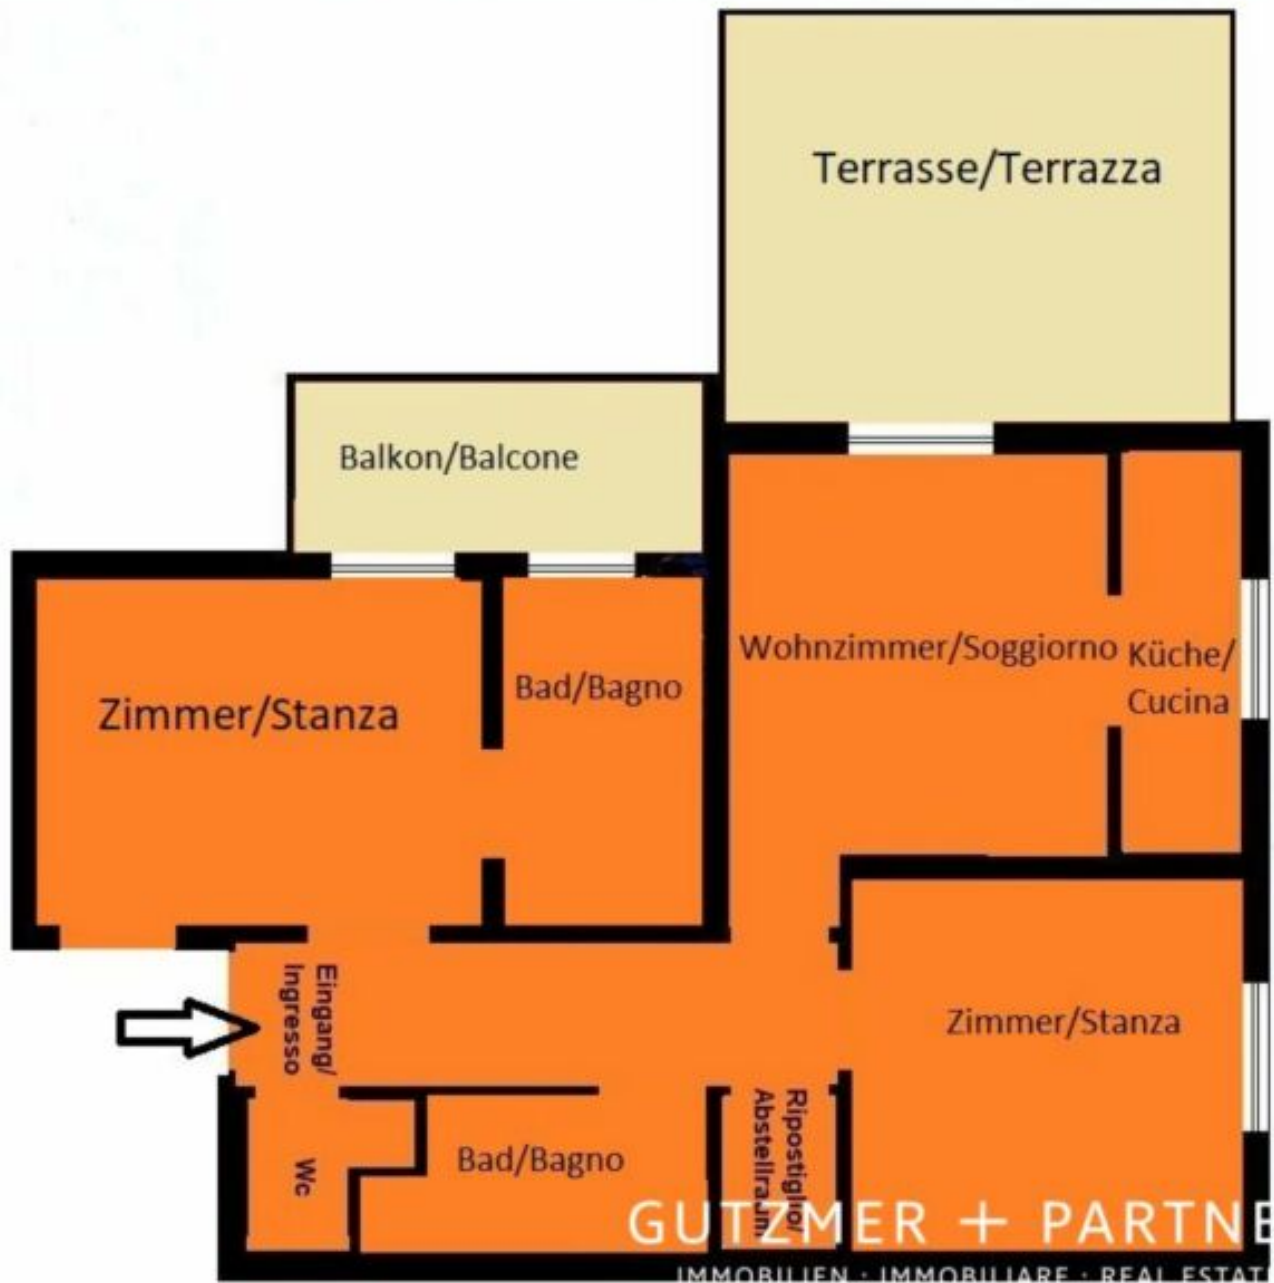 Terrasse/Terrazza
Balkon/Balcone
Wohnzimmer/Soggiorno
Küche/
Cucina
Zimmer/Stanza
Bad/Bagno
Eingang/
Ingresso
Zimmer/Stanza
Wc
Bad/Bagno
Ripostiglio/
Abstellraum
GUTZMER + PARTNE
IMMOBILIEN · IMMOBILIARE · REAL ESTATE